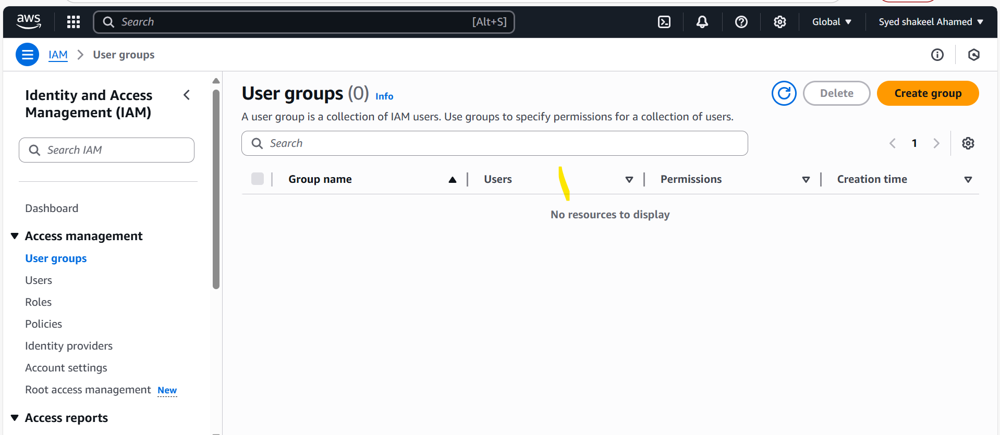 aws
Search [Alt+S]
Global
Syed shakeel Ahamed
IAM
User groups
Identity and Access
Management (IAM)
Search IAM
Dashboard
Access management
User groups
Users
Roles
Policies
Identity providers
Account settings
Root access management New
Access reports
User groups (0) Info
Delete
Create group
A user group is a collection of IAM users. Use groups to specify permissions for a collection of users.
Search
1
Group name Users Permissions Creation time
No resources to display